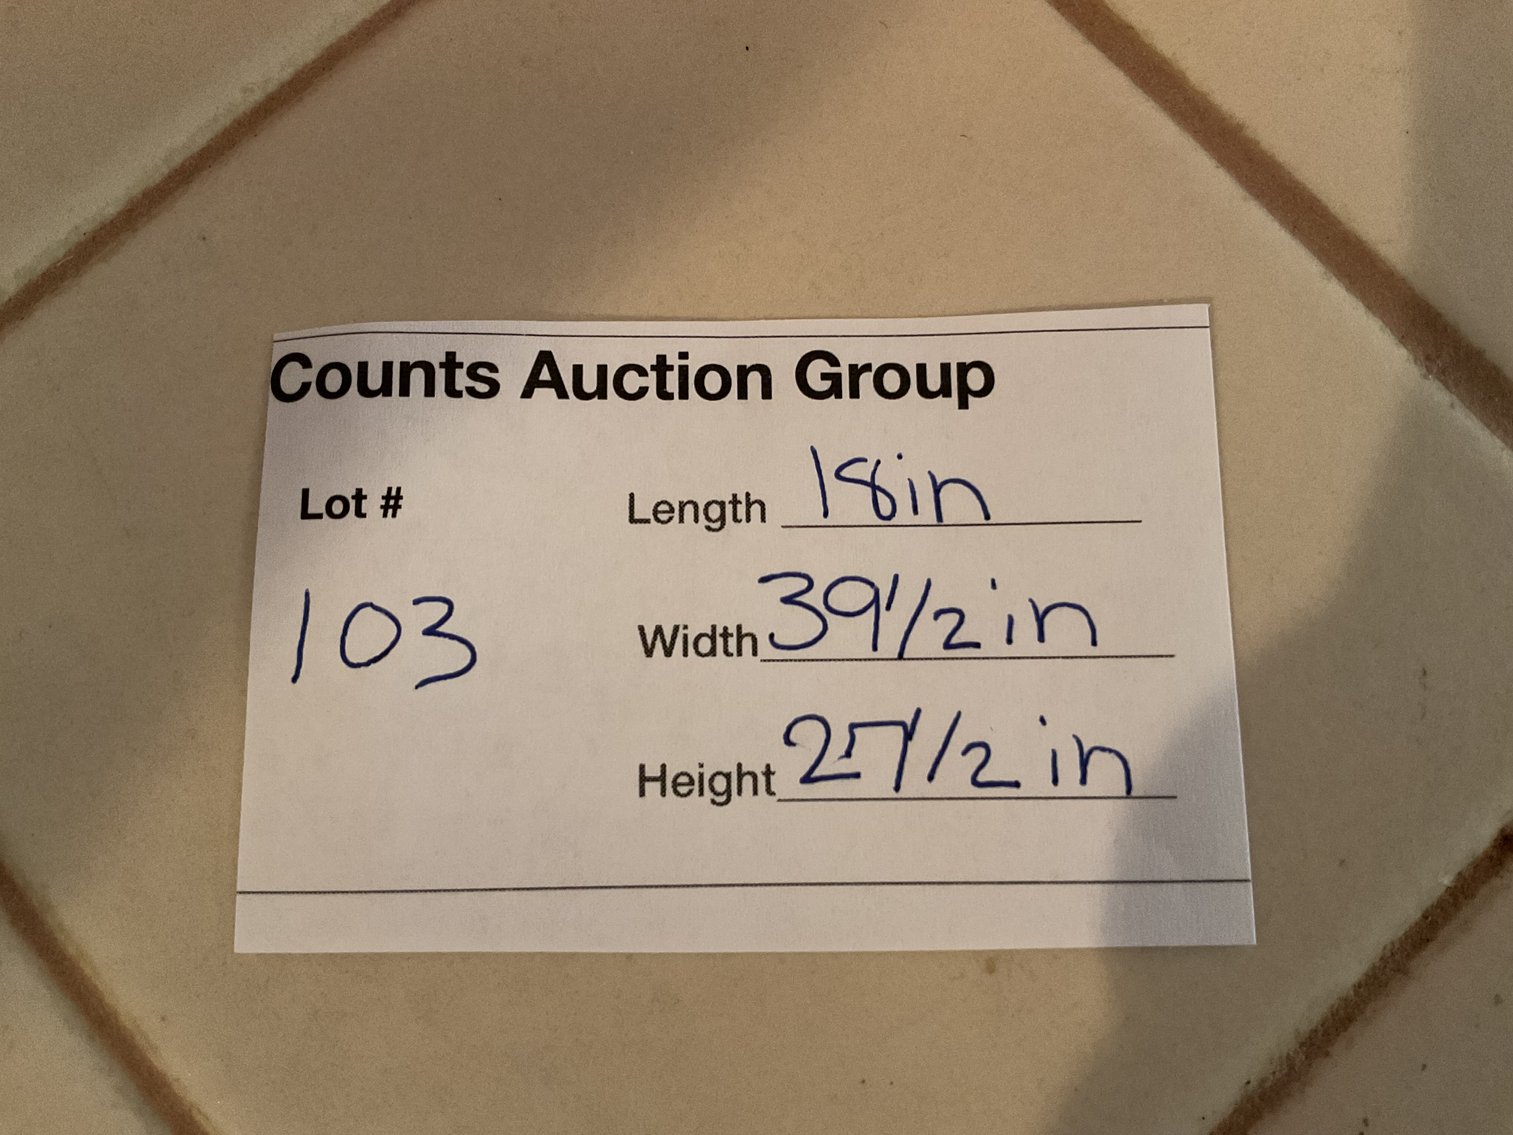 Counts Auction Group
Lot #
103
Length 18in
Width 39 1/2 in
Height 27 1/2 in